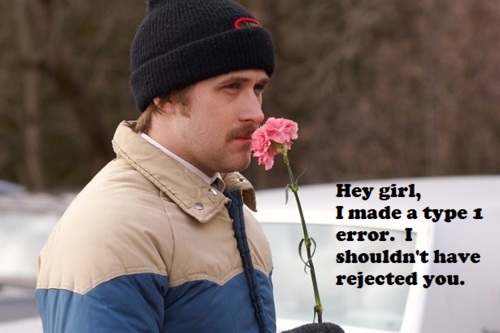 Hey girl,
I made a type 1
error. I
shouldn't have
rejected you.